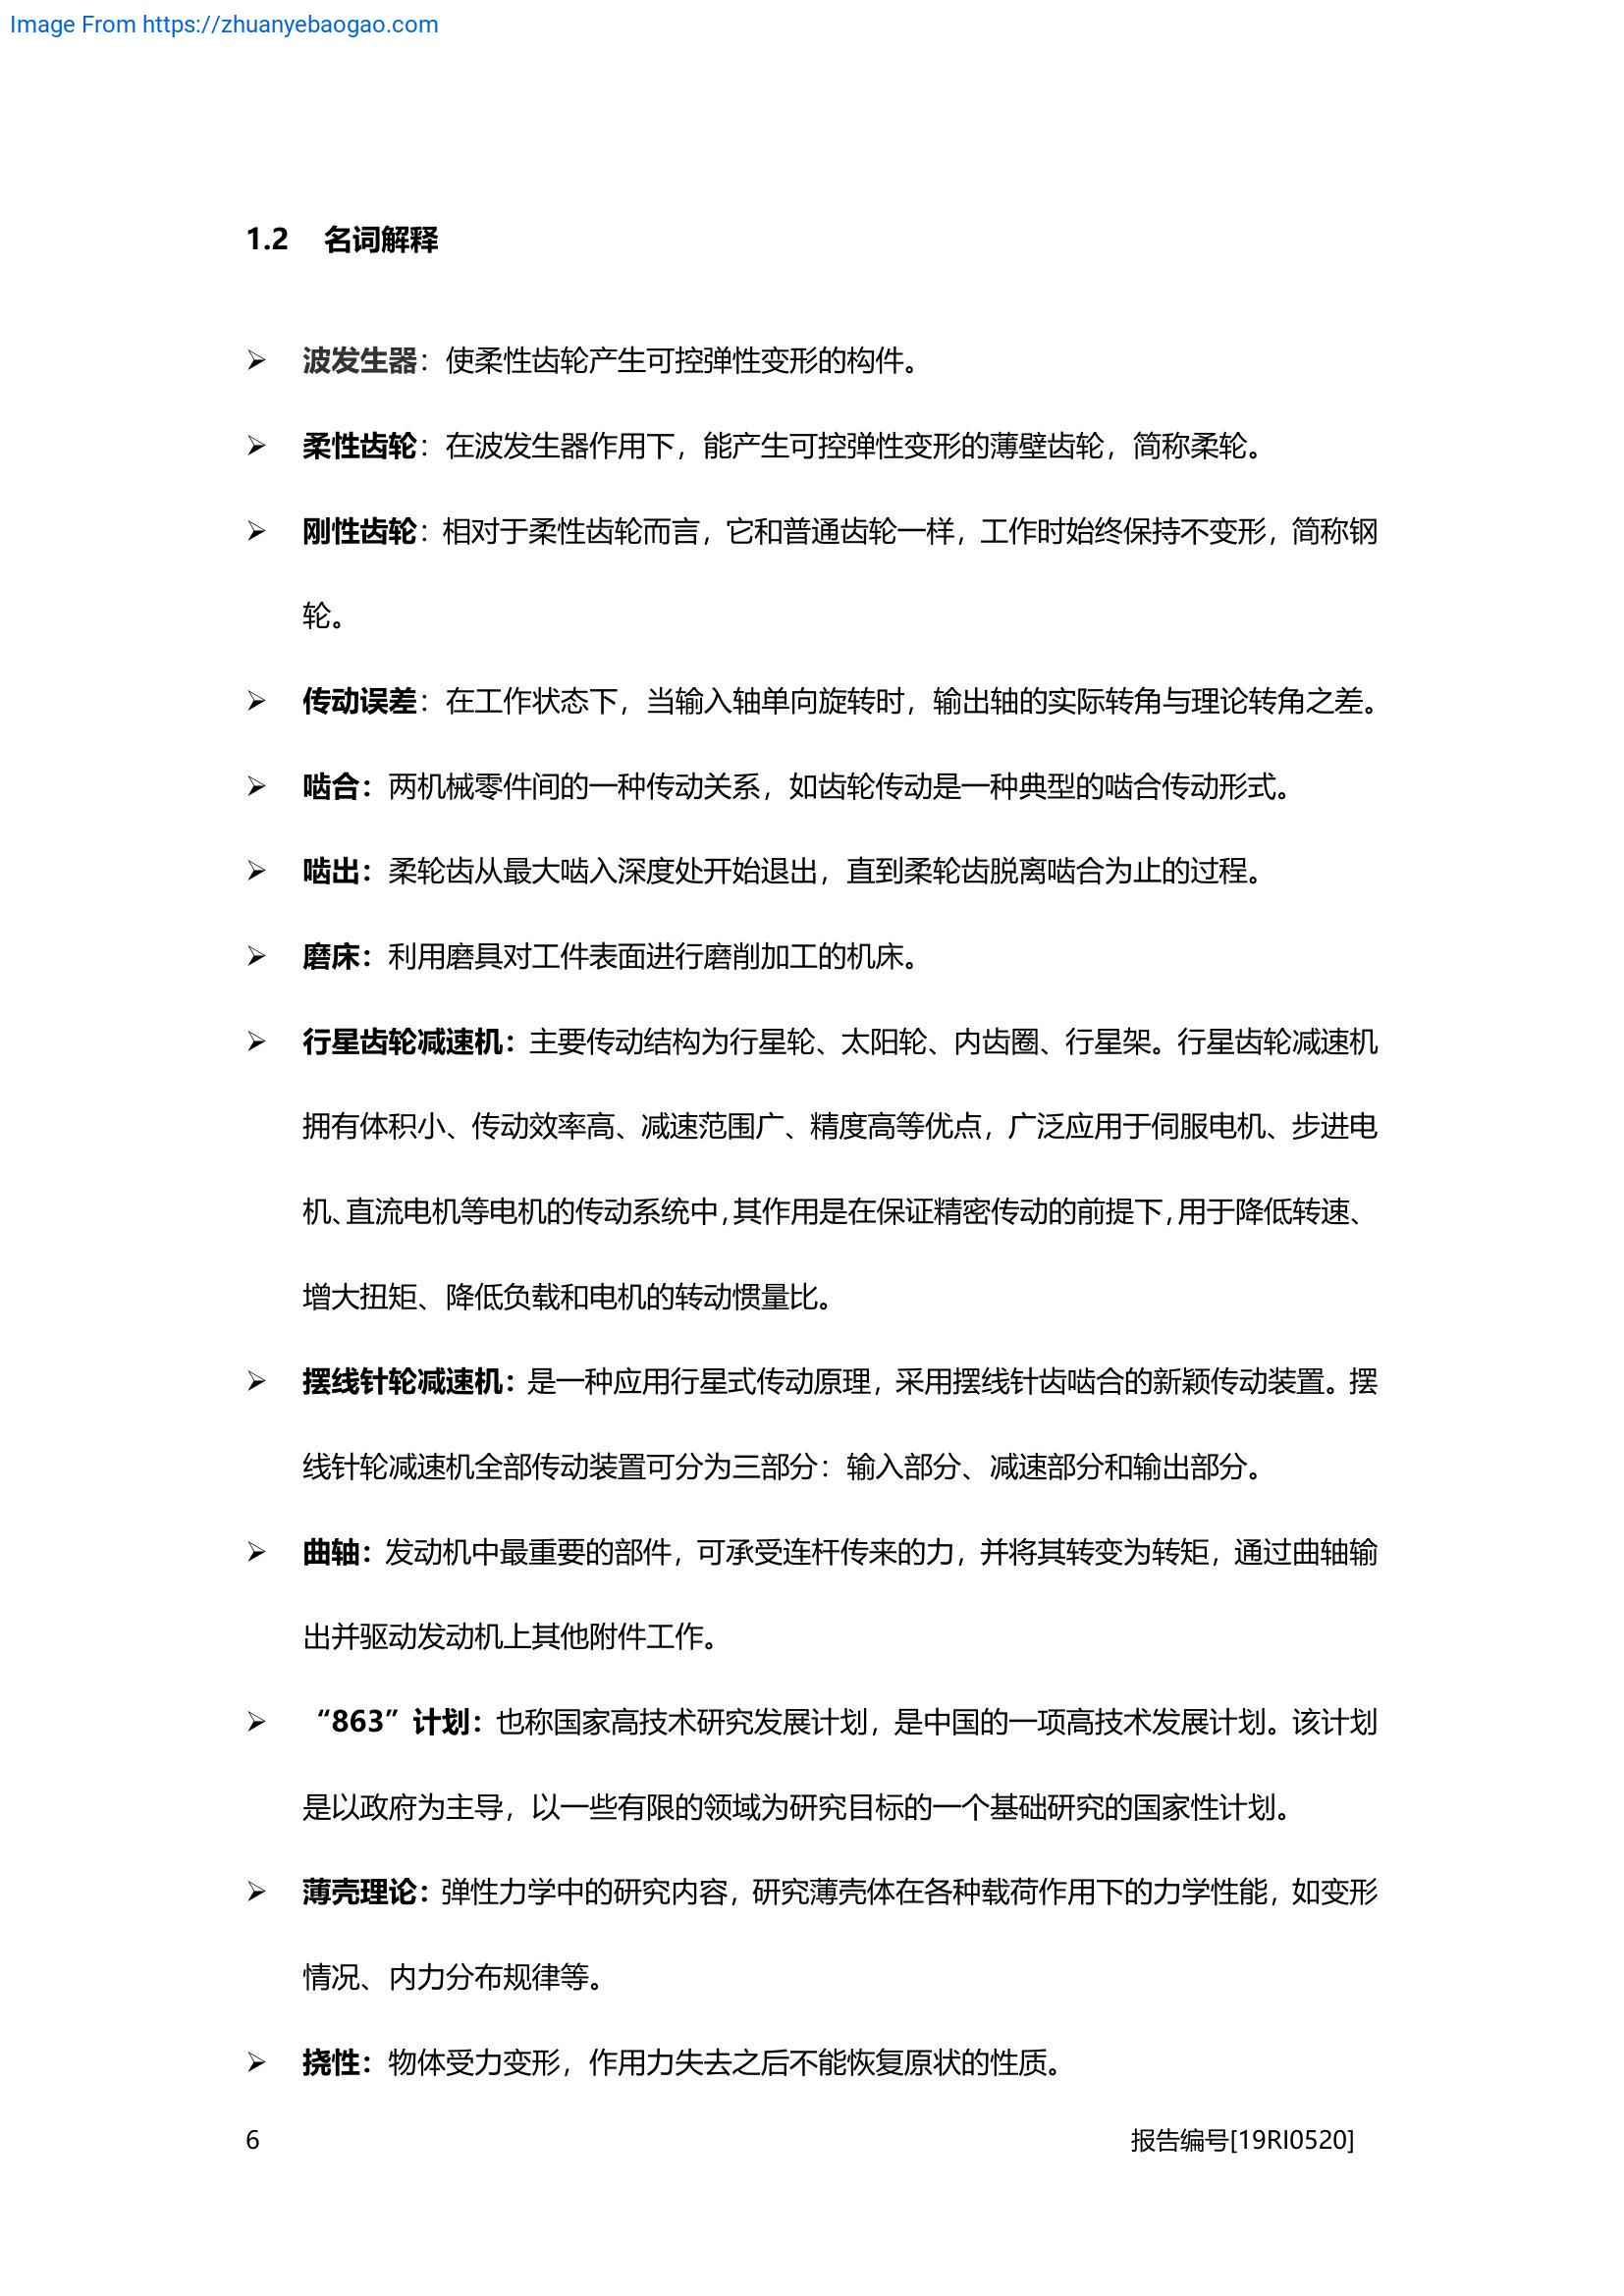 Image From https://zhuanyebaogao.com
1.2 名词解释
➢ 波发生器：使柔性齿轮产生可控弹性变形的构件。
➢ 柔性齿轮：在波发生器作用下，能产生可控弹性变形的薄壁齿轮，简称柔轮。
➢ 刚性齿轮：相对于柔性齿轮而言，它和普通齿轮一样，工作时始终保持不变形，简称钢
轮。
➢ 传动误差：在工作状态下，当输入轴单向旋转时，输出轴的实际转角与理论转角之差。
➢ 啮合：两机械零件间的一种传动关系，如齿轮传动是一种典型的啮合传动形式。
➢ 啮出：柔轮齿从最大啮入深度处开始退出，直到柔轮齿脱离啮合为止的过程。
➢ 磨床：利用磨具对工件表面进行磨削加工的机床。
➢ 行星齿轮减速机：主要传动结构为行星轮、太阳轮、内齿圈、行星架。行星齿轮减速机
拥有体积小、传动效率高、减速范围广、精度高等优点，广泛应用于伺服电机、步进电
机、直流电机等电机的传动系统中，其作用是在保证精密传动的前提下，用于降低转速、
增大扭矩、降低负载和电机的转动惯量比。
➢ 摆线针轮减速机：是一种应用行星式传动原理，采用摆线针齿啮合的新颖传动装置。摆
线针轮减速机全部传动装置可分为三部分：输入部分、减速部分和输出部分。
➢ 曲轴：发动机中最重要的部件，可承受连杆传来的力，并将其转变为转矩，通过曲轴输
出并驱动发动机上其他附件工作。
➢ “863”计划：也称国家高技术研究发展计划，是中国的一项高技术发展计划。该计划
是以政府为主导，以一些有限的领域为研究目标的一个基础研究的国家性计划。
➢ 薄壳理论：弹性力学中的研究内容，研究薄壳体在各种载荷作用下的力学性能，如变形
情况、内力分布规律等。
➢ 挠性：物体受力变形，作用力失去之后不能恢复原状的性质。
6 报告编号[19RI0520]